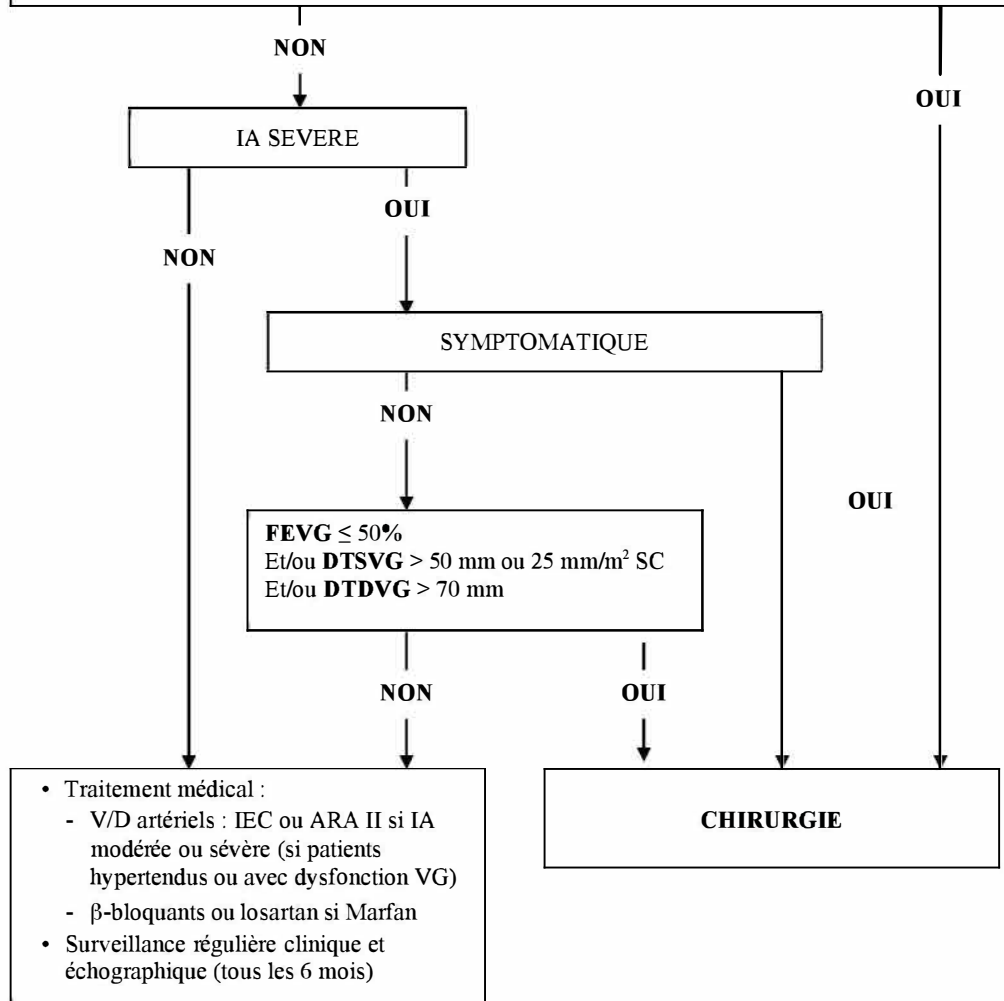 NON
OUI
IA SEVERE
OUI
NON
SYMPTOMATIQUE
NON
OUI
FEVG ≤ 50%
Et/ou DTSVG > 50 mm ou 25 mm/m² SC
Et/ou DTDVG > 70 mm
NON
OUI
• Traitement médical :
- V/D artériels : IEC ou ARA II si IA
modérée ou sévère (si patients
hypertendus ou avec dysfonction VG)
- β-bloquants ou losartan si Marfan
• Surveillance régulière clinique et
échographique (tous les 6 mois)
CHIRURGIE